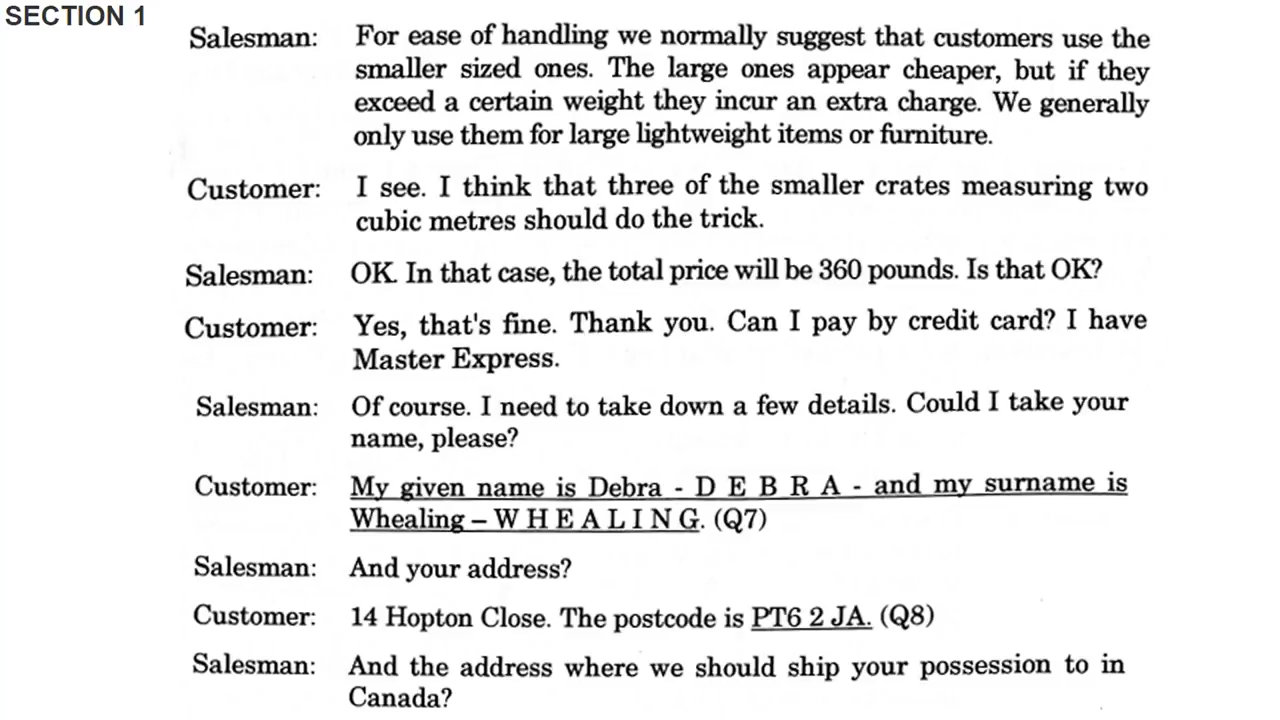 SECTION 1
Salesman: For ease of handling we normally suggest that customers use the
smaller sized ones. The large ones appear cheaper, but if they
exceed a certain weight they incur an extra charge. We generally
only use them for large lightweight items or furniture.
Customer: I see. I think that three of the smaller crates measuring two
cubic metres should do the trick.
Salesman: OK. In that case, the total price will be 360 pounds. Is that OK?
Customer: Yes, that's fine. Thank you. Can I pay by credit card? I have
Master Express.
Salesman: Of course. I need to take down a few details. Could I take your
name, please?
Customer: My given name is Debra - D E B R A - and my surname is
Whealing – W H E A L I N G. (Q7)
Salesman: And your address?
Customer: 14 Hopton Close. The postcode is PT6 2 JA. (Q8)
Salesman: And the address where we should ship your possession to in
Canada?